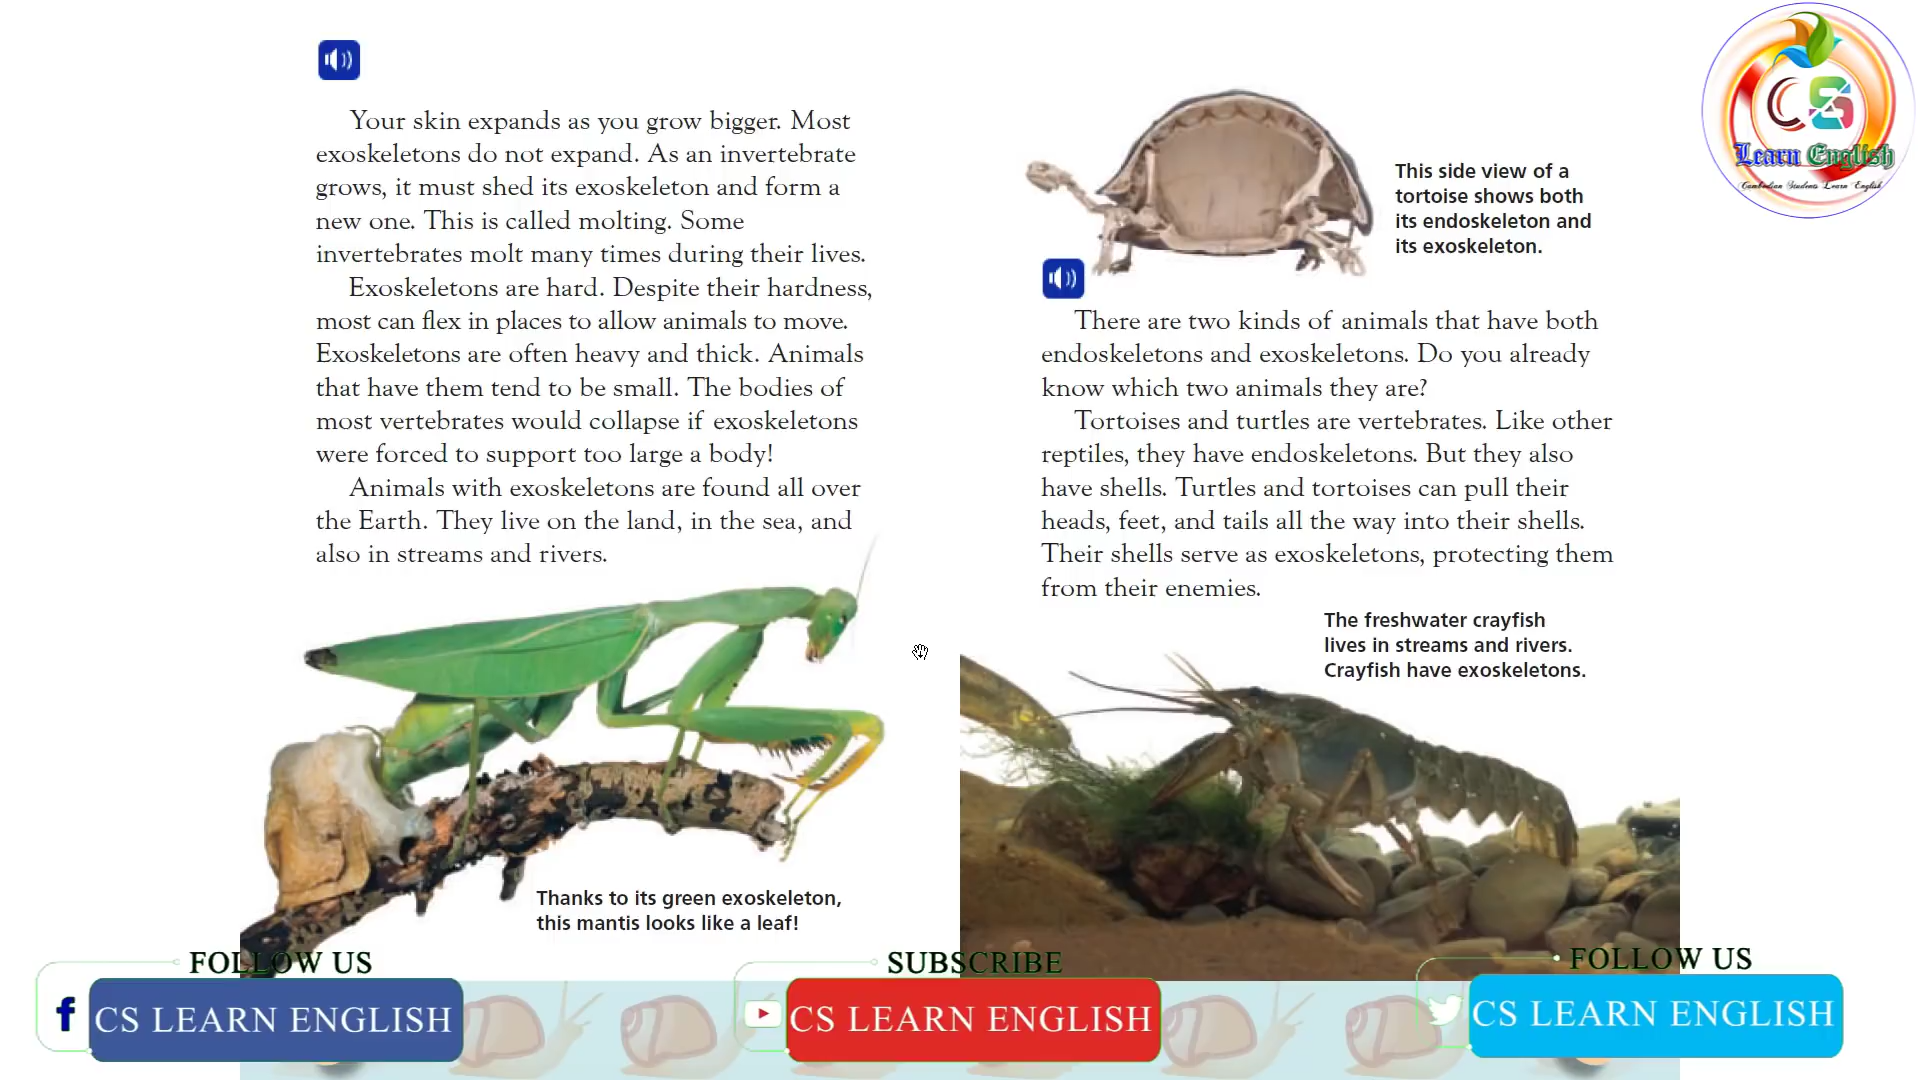 Your skin expands as you grow bigger. Most
exoskeletons do not expand. As an invertebrate
grows, it must shed its exoskeleton and form a
new one. This is called molting. Some
invertebrates molt many times during their lives.
Exoskeletons are hard. Despite their hardness,
most can flex in places to allow animals to move.
Exoskeletons are often heavy and thick. Animals
that have them tend to be small. The bodies of
most vertebrates would collapse if exoskeletons
were forced to support too large a body!
Animals with exoskeletons are found all over
the Earth. They live on the land, in the sea, and
also in streams and rivers.
Thanks to its green exoskeleton,
this mantis looks like a leaf!
This side view of a
tortoise shows both
its endoskeleton and
its exoskeleton.
There are two kinds of animals that have both
endoskeletons and exoskeletons. Do you already
know which two animals they are?
Tortoises and turtles are vertebrates. Like other
reptiles, they have endoskeletons. But they also
have shells. Turtles and tortoises can pull their
heads, feet, and tails all the way into their shells.
Their shells serve as exoskeletons, protecting them
from their enemies.
The freshwater crayfish
lives in streams and rivers.
Crayfish have exoskeletons.
CS
Learn English
Cambodian Students Learn English
FOLLOW US
f CS LEARN ENGLISH
SUBSCRIBE
CS LEARN ENGLISH
FOLLOW US
CS LEARN ENGLISH